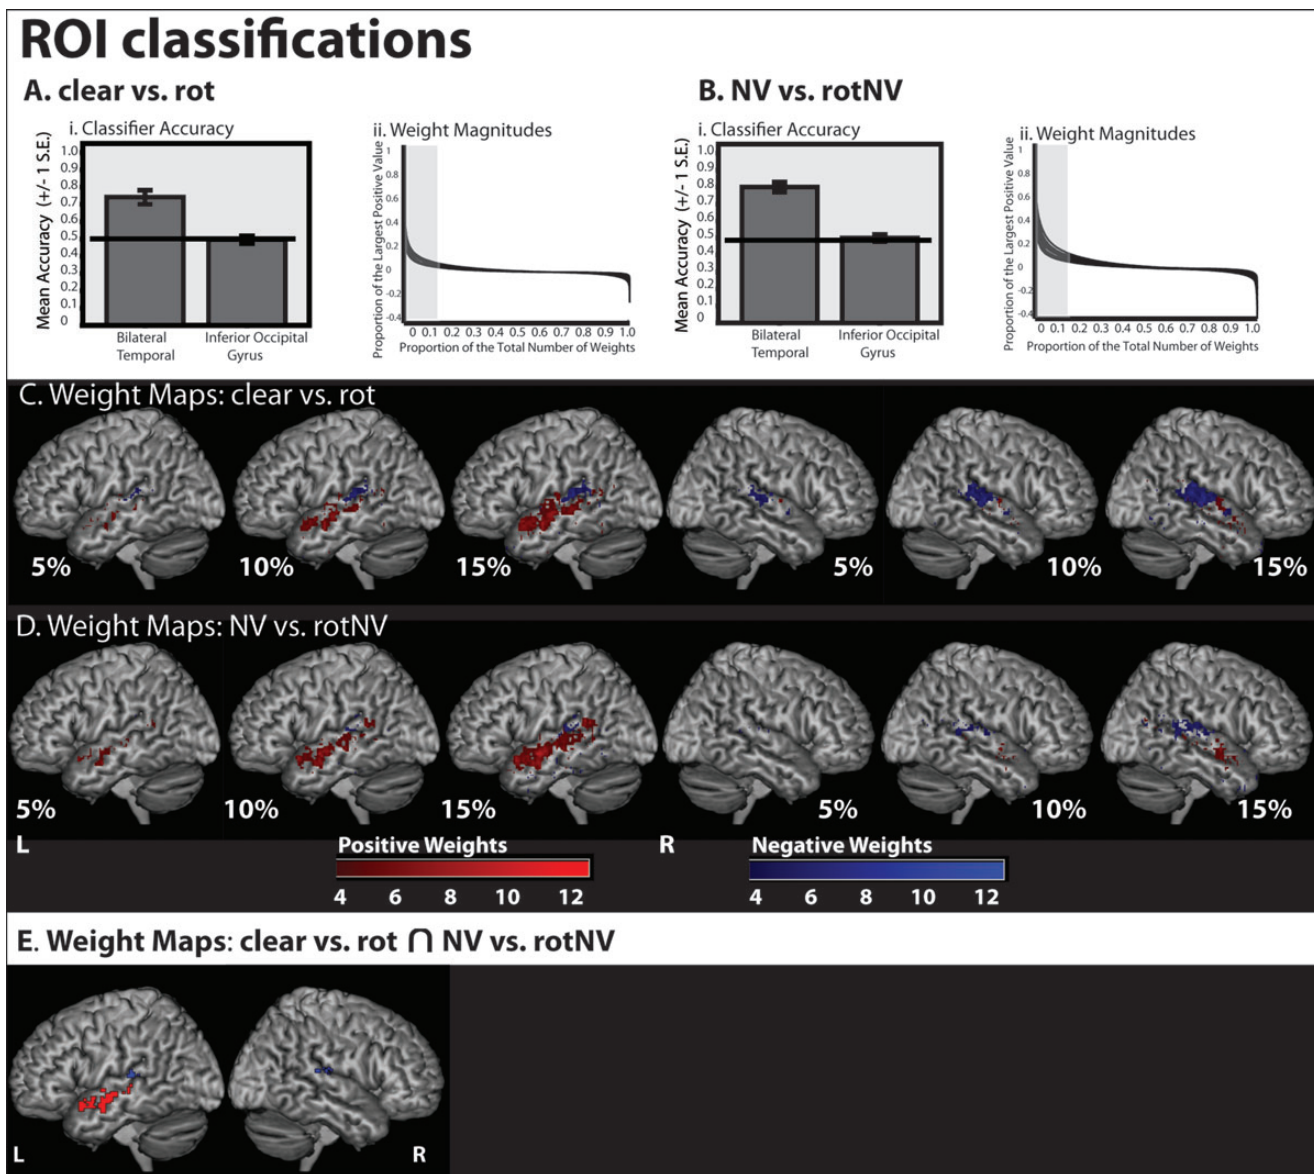 ROI classifications
A. clear vs. rot
i. Classifier Accuracy
Mean Accuracy (+/- 1 S.E.)
1.0
0.9
0.8
0.7
0.6
0.5
0.4
0.3
0.2
0.1
0
Bilateral Temporal
Inferior Occipital Gyrus
ii. Weight Magnitudes
Proportion of the Largest Positive Value
1
0.8
0.6
0.4
0.2
0
-0.2
-0.4
0 0.1 0.2 0.3 0.4 0.5 0.6 0.7 0.8 0.9 1.0
Proportion of the Total Number of Weights
B. NV vs. rotNV
i. Classifier Accuracy
Mean Accuracy (+/- 1 S.E.)
1.0
0.9
0.8
0.7
0.6
0.5
0.4
0.3
0.2
0.1
0
Bilateral Temporal
Inferior Occipital Gyrus
ii. Weight Magnitudes
Proportion of the Largest Positive Value
1
0.8
0.6
0.4
0.2
0
-0.2
-0.4
0 0.1 0.2 0.3 0.4 0.5 0.6 0.7 0.8 0.9 1.0
Proportion of the Total Number of Weights
C. Weight Maps: clear vs. rot
5% 10% 15% 5% 10% 15%
D. Weight Maps: NV vs. rotNV
5% 10% 15% 5% 10% 15%
L
Positive Weights
4 6 8 10 12
R
Negative Weights
4 6 8 10 12
E. Weight Maps: clear vs. rot ⋂ NV vs. rotNV
L R